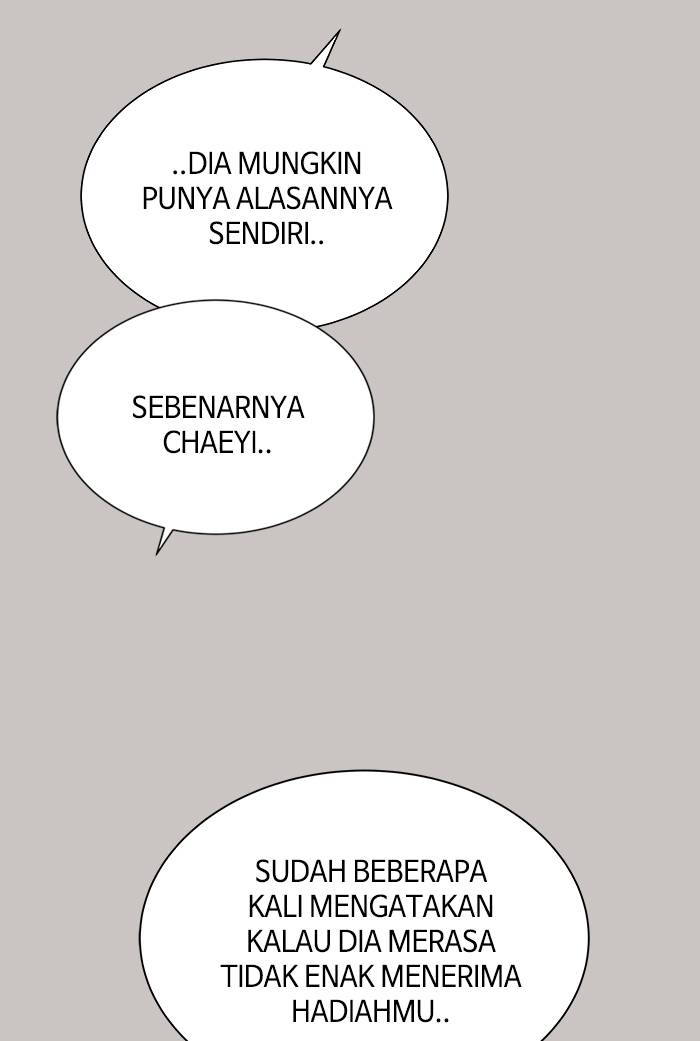 ..DIA MUNGKIN
PUNYA ALASANNYA
SENDIRI..
SEBENARNYA
CHAEYI..
SUDAH BEBERAPA
KALI MENGATAKAN
KALAU DIA MERASA
TIDAK ENAK MENERIMA
HADIAHMU..